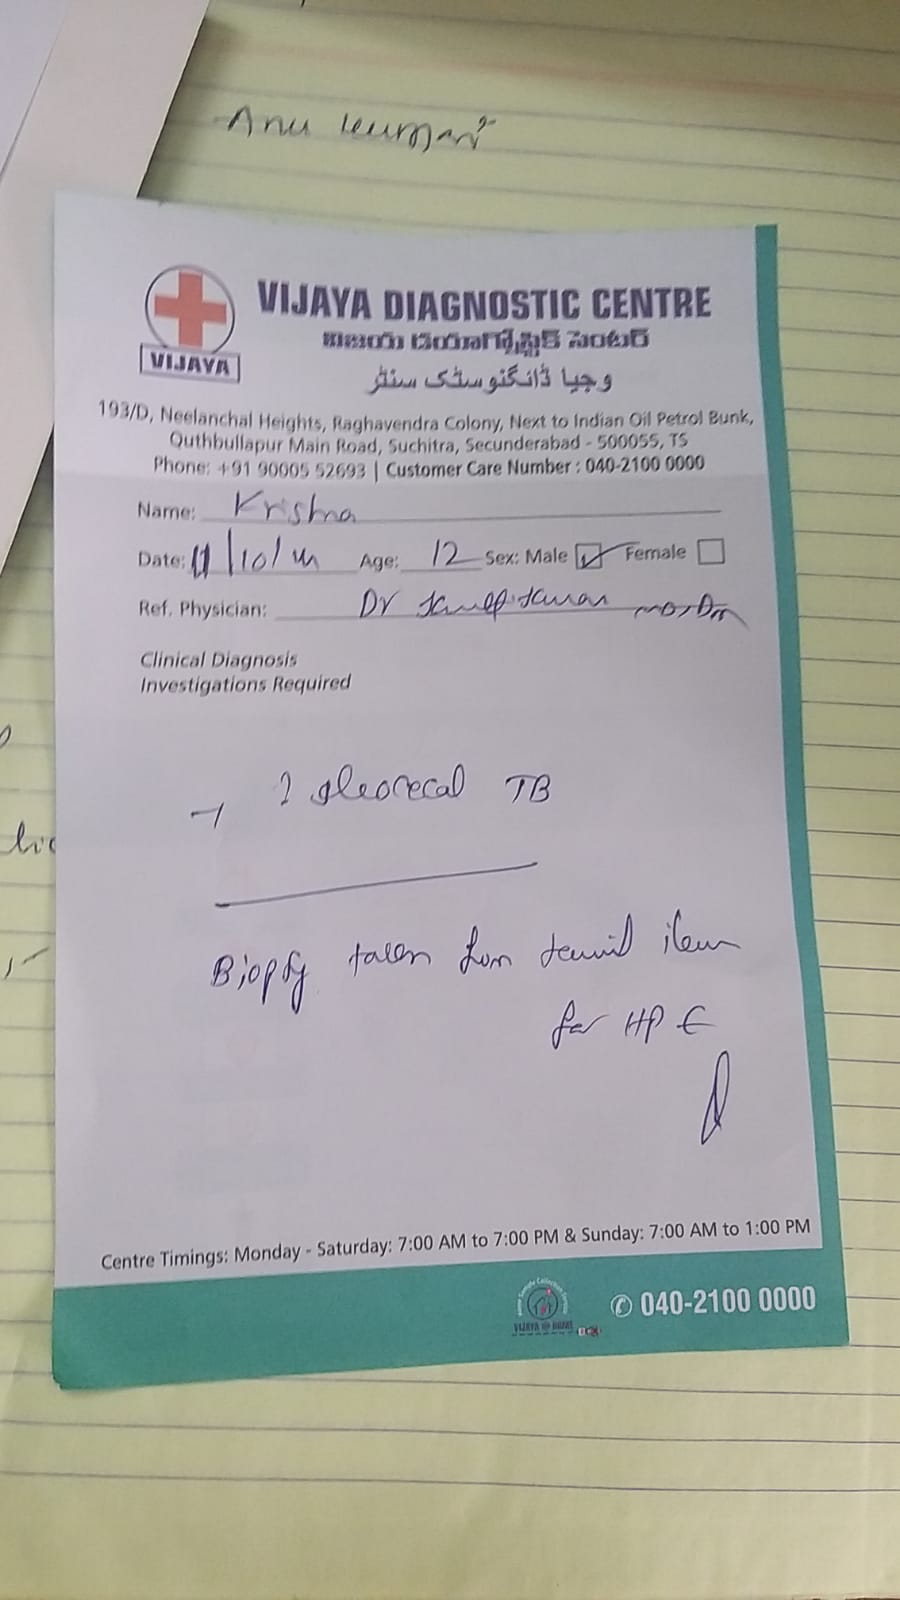 Anu kumari
VIJAYA DIAGNOSTIC CENTRE
విజయ డయాగ్నోస్టిక్ సెంటర్
وجیا ڈائگنوسٹک سنٹر
VIJAYA
193/D, Neelanchal Heights, Raghavendra Colony, Next to Indian Oil Petrol Bunk,
Quthbullapur Main Road, Suchitra, Secunderabad - 500055, TS
Phone: +91 90005 52693 | Customer Care Number : 040-2100 0000
Name: Krishna
Date: 11/10/ Age: 12 Sex: Male Female
Ref. Physician: Dr
Clinical Diagnosis
Investigations Required
? Ileocecal TB
Biopsy taken from ileum
for HPE
Centre Timings: Monday - Saturday: 7:00 AM to 7:00 PM & Sunday: 7:00 AM to 1:00 PM
VIJAYA @ HOME
040-2100 0000